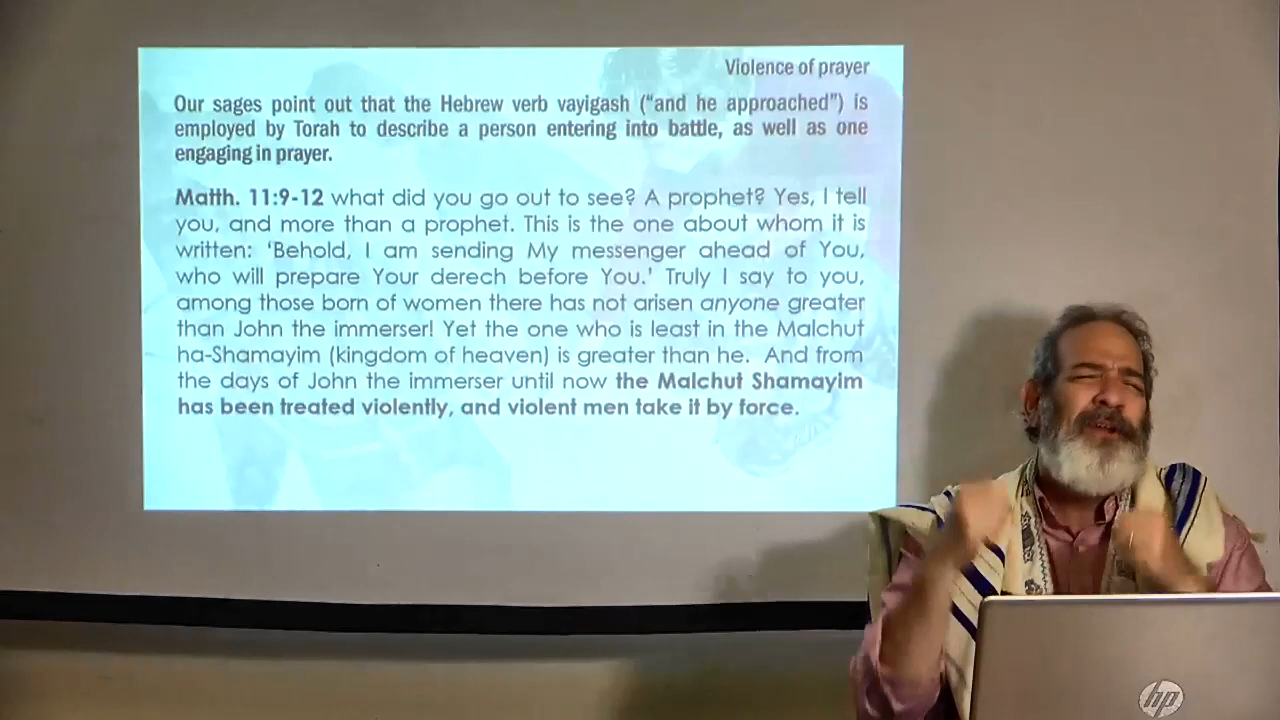 Violence of prayer
Our sages point out that the Hebrew verb vayigash (“and he approached”) is
employed by Torah to describe a person entering into battle, as well as one
engaging in prayer.
Matth. 11:9-12 what did you go out to see? A prophet? Yes, I tell
you, and more than a prophet. This is the one about whom it is
written: ‘Behold, I am sending My messenger ahead of You,
who will prepare Your derech before You.’ Truly I say to you,
among those born of women there has not arisen anyone greater
than John the immerser! Yet the one who is least in the Malchut
ha-Shamayim (kingdom of heaven) is greater than he. And from
the days of John the immerser until now the Malchut Shamayim
has been treated violently, and violent men take it by force.
hp